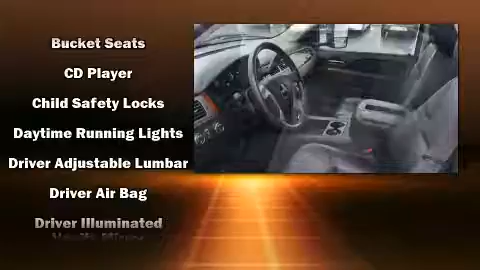 Bucket Seats
CD Player
Child Safety Locks
Daytime Running Lights
Driver Adjustable Lumbar
Driver Air Bag
Driver Illuminated